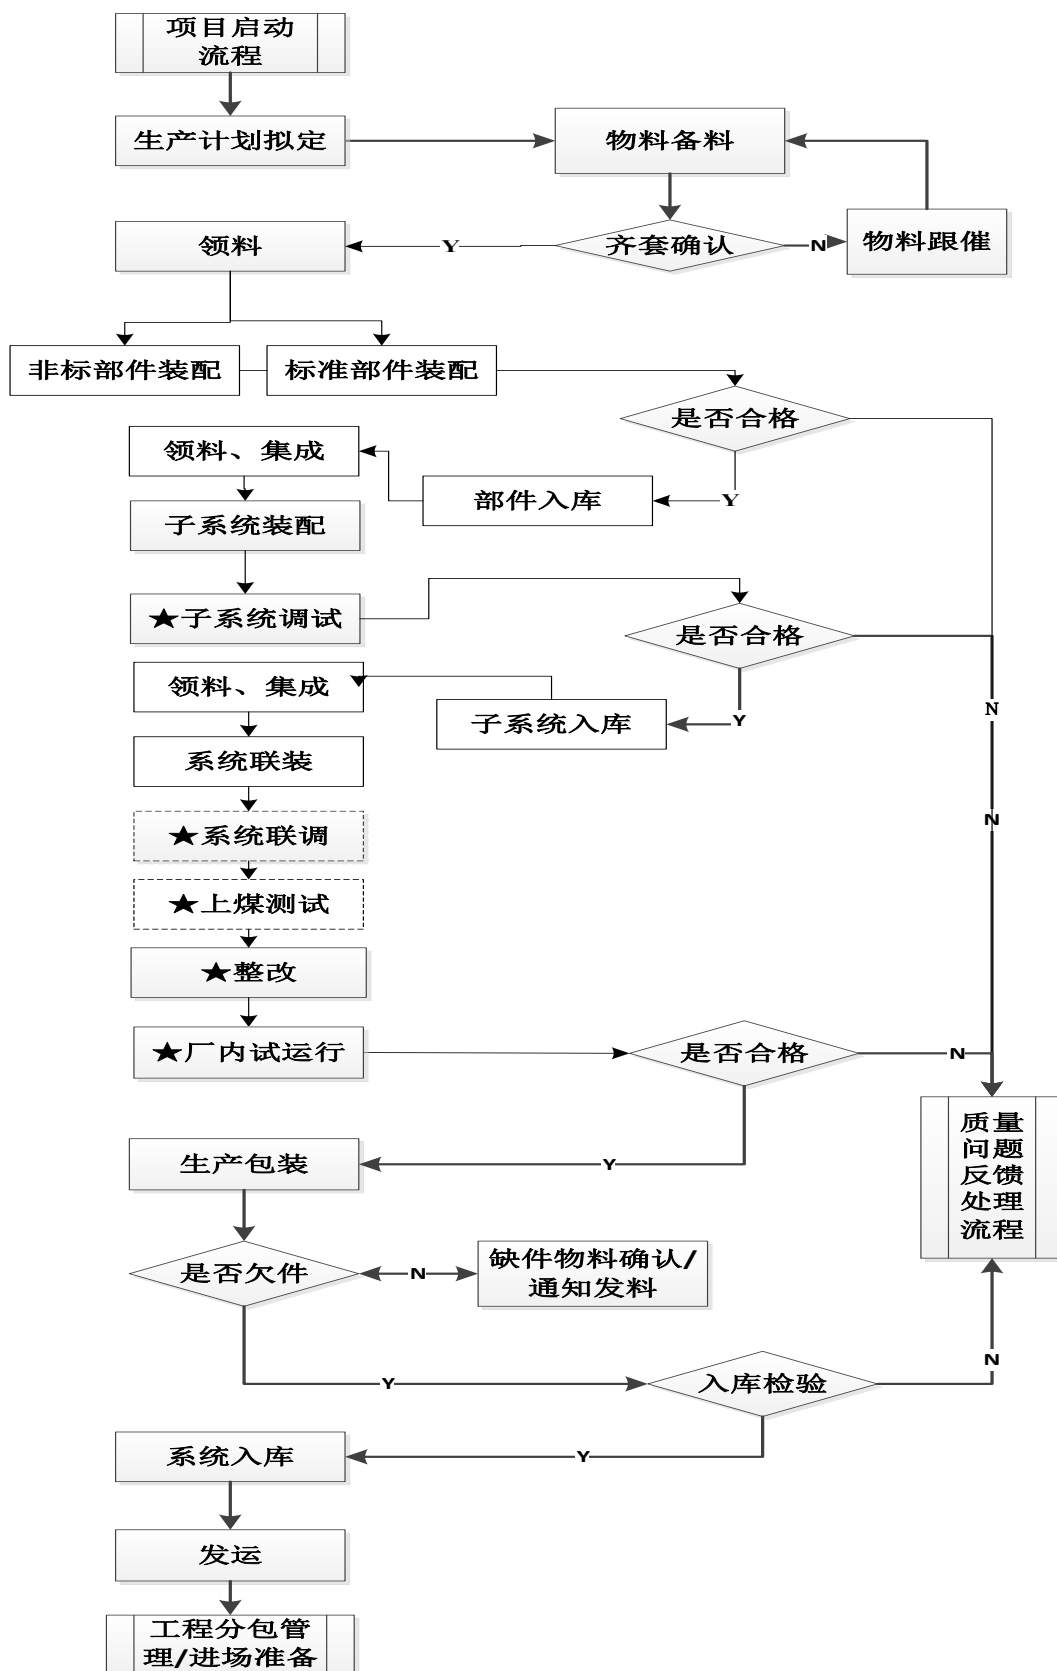 项目启动
流程
生产计划拟定
物料备料
领料
Y
齐套确认
N
物料跟催
非标部件装配
标准部件装配
是否合格
领料、集成
部件入库
Y
子系统装配
★子系统调试
是否合格
领料、集成
子系统入库
Y
N
系统联装
N
★系统联调
★上煤测试
★整改
★厂内试运行
是否合格
N
质量
问题
反馈
处理
流程
生产包装
Y
是否欠件
N
缺件物料确认/
通知发料
Y
入库检验
N
系统入库
Y
发运
工程分包管
理/进场准备